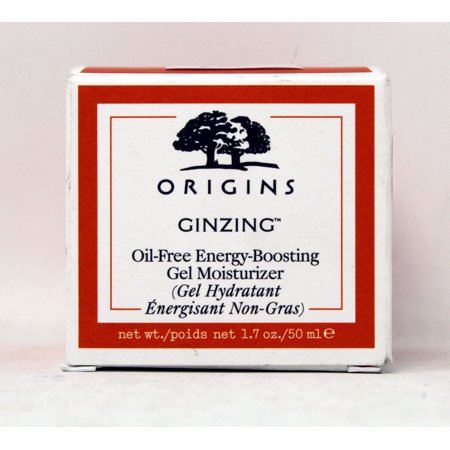 ORIGINS
GINZING™
Oil-Free Energy-Boosting
Gel Moisturizer
(Gel Hydratant
Énergisant Non-Gras)
net wt./poids net 1.7 oz./50 ml ℮